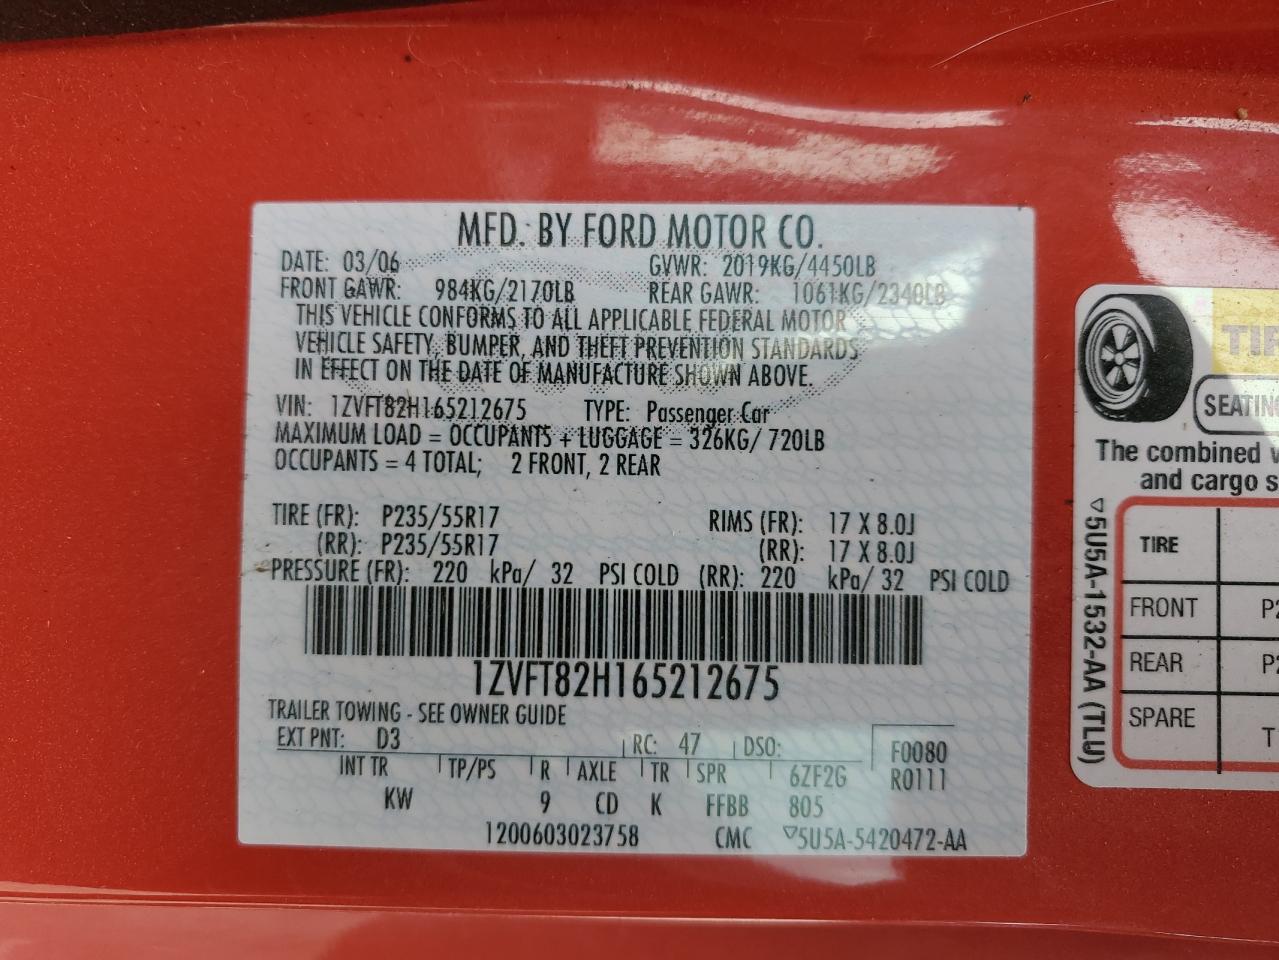 MFD. BY FORD MOTOR CO.
DATE: 03/06 GVWR: 2019KG/4450LB
FRONT GAWR: 984KG/2170LB REAR GAWR: 1061KG/2340LB
THIS VEHICLE CONFORMS TO ALL APPLICABLE FEDERAL MOTOR
VEHICLE SAFETY, BUMPER, AND THEFT PREVENTION STANDARDS
IN EFFECT ON THE DATE OF MANUFACTURE SHOWN ABOVE.
VIN: 1ZVFT82H165212675 TYPE: Passenger Car
MAXIMUM LOAD = OCCUPANTS + LUGGAGE = 326KG/ 720LB
OCCUPANTS = 4 TOTAL; 2 FRONT, 2 REAR
TIRE (FR): P235/55R17 RIMS (FR): 17 X 8.0J
(RR): P235/55R17 (RR): 17 X 8.0J
PRESSURE (FR): 220 kPa/ 32 PSI COLD (RR): 220 kPa/ 32 PSI COLD
1ZVFT82H165212675
TRAILER TOWING - SEE OWNER GUIDE
EXT PNT: D3 RC: 47 DSO: F0080
INT TR TP/PS R AXLE TR SPR 6ZF2G R0111
KW 9 CD K FFBB 805
1200603023758 CMC ▽5U5A-5420472-AA
TIR
SEATING
The combined w
and cargo s
▽5U5A-1532-AA (TLU)
TIRE
FRONT P2
REAR P2
SPARE T